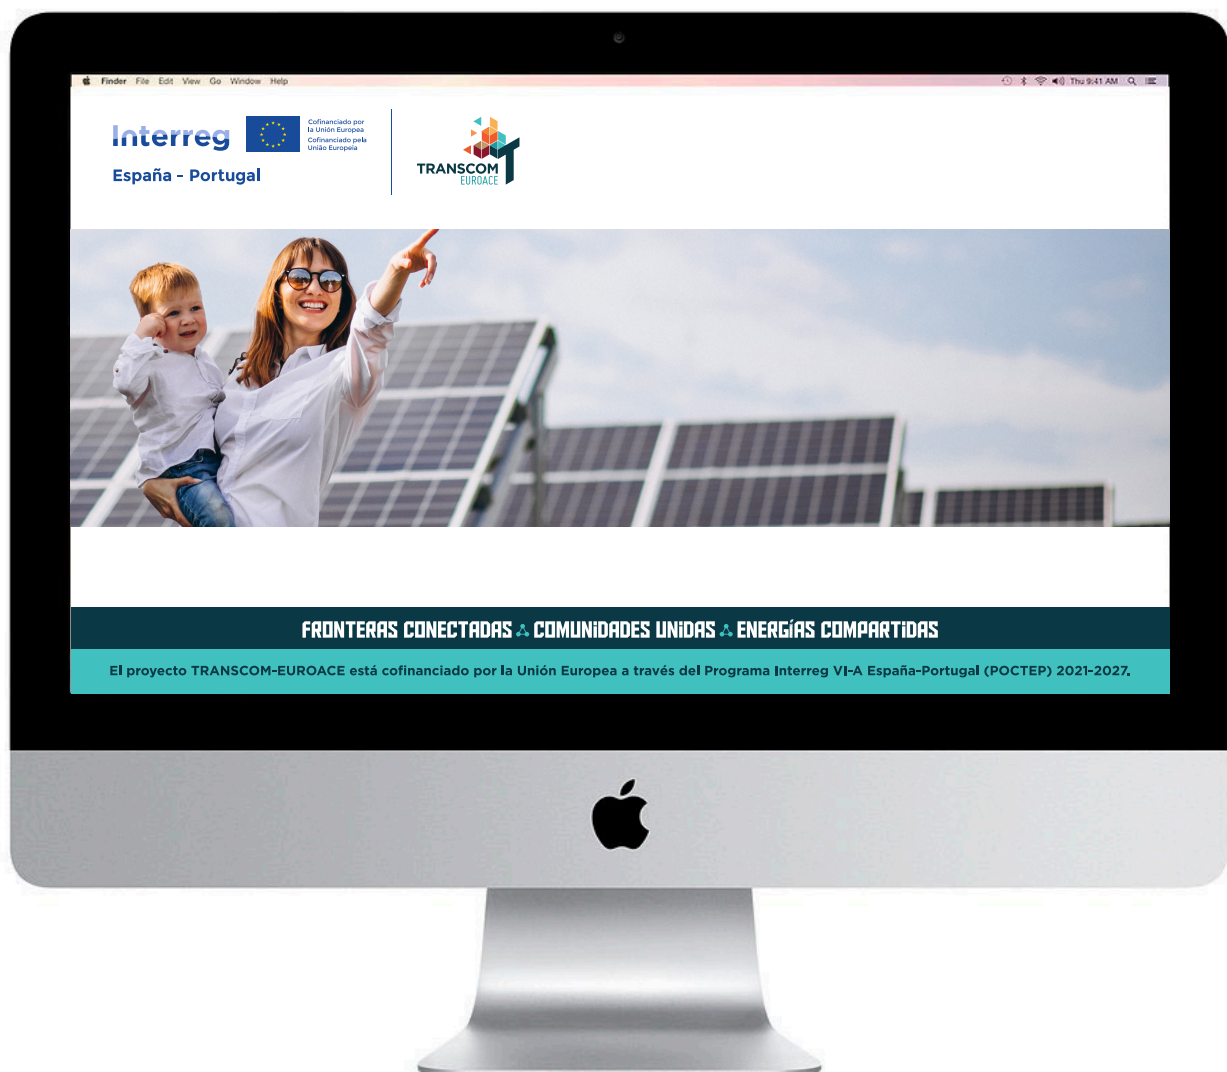 Finder File Edit View Go Window Help
Thu 9:41 AM
Interreg
Cofinanciado por
la Unión Europea
Cofinanciado pela
União Europeia
España - Portugal
TRANSCOM
EUROACE
FRONTERAS CONECTADAS COMUNIDADES UNIDAS ENERGÍAS COMPARTIDAS
El proyecto TRANSCOM-EUROACE está cofinanciado por la Unión Europea a través del Programa Interreg VI-A España-Portugal (POCTEP) 2021-2027.